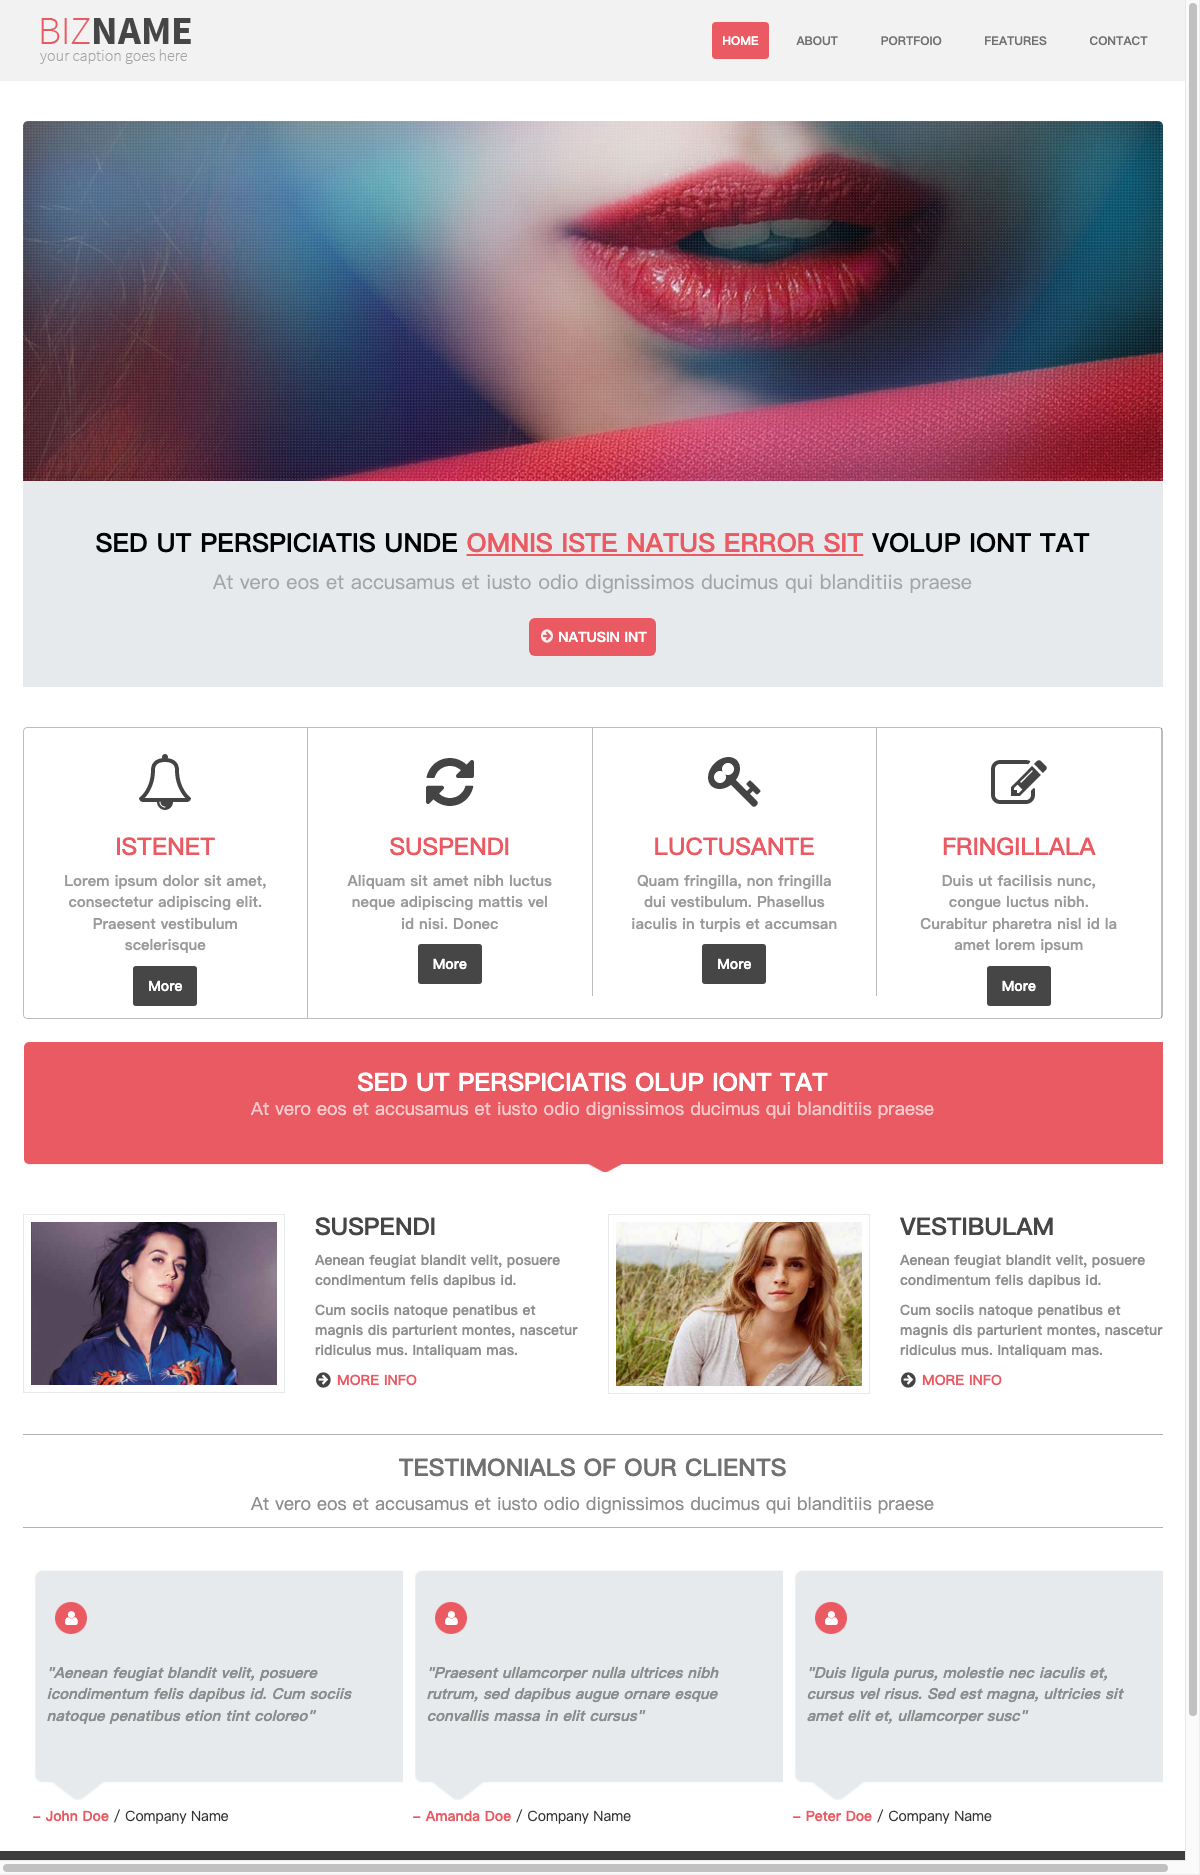 BIZNAME
your caption goes here
HOME ABOUT PORTFOIO FEATURES CONTACT
SED UT PERSPICIATIS UNDE OMNIS ISTE NATUS ERROR SIT VOLUP IONT TAT
At vero eos et accusamus et iusto odio dignissimos ducimus qui blanditiis praese
NATUSIN INT
ISTENET
Lorem ipsum dolor sit amet,
consectetur adipiscing elit.
Praesent vestibulum
scelerisque
More
SUSPENDI
Aliquam sit amet nibh luctus
neque adipiscing mattis vel
id nisi. Donec
More
LUCTUSANTE
Quam fringilla, non fringilla
dui vestibulum. Phasellus
iaculis in turpis et accumsan
More
FRINGILLALA
Duis ut facilisis nunc,
congue luctus nibh.
Curabitur pharetra nisl id la
amet lorem ipsum
More
SED UT PERSPICIATIS OLUP IONT TAT
At vero eos et accusamus et iusto odio dignissimos ducimus qui blanditiis praese
SUSPENDI
Aenean feugiat blandit velit, posuere
condimentum felis dapibus id.
Cum sociis natoque penatibus et
magnis dis parturient montes, nascetur
ridiculus mus. Intaliquam mas.
MORE INFO
VESTIBULAM
Aenean feugiat blandit velit, posuere
condimentum felis dapibus id.
Cum sociis natoque penatibus et
magnis dis parturient montes, nascetur
ridiculus mus. Intaliquam mas.
MORE INFO
TESTIMONIALS OF OUR CLIENTS
At vero eos et accusamus et iusto odio dignissimos ducimus qui blanditiis praese
"Aenean feugiat blandit velit, posuere
icondimentum felis dapibus id. Cum sociis
natoque penatibus etion tint coloreo"
– John Doe / Company Name
"Praesent ullamcorper nulla ultrices nibh
rutrum, sed dapibus augue ornare esque
convallis massa in elit cursus"
– Amanda Doe / Company Name
"Duis ligula purus, molestie nec iaculis et,
cursus vel risus. Sed est magna, ultricies sit
amet elit et, ullamcorper susc"
– Peter Doe / Company Name